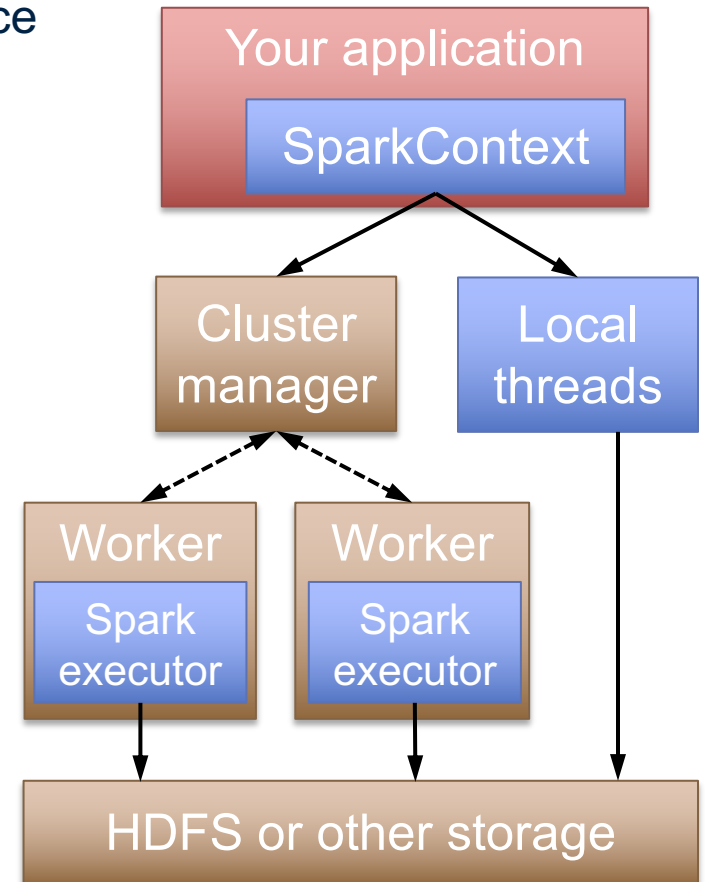 ce
Your application
SparkContext
Cluster
manager
Local
threads
Worker
Spark
executor
Worker
Spark
executor
HDFS or other storage